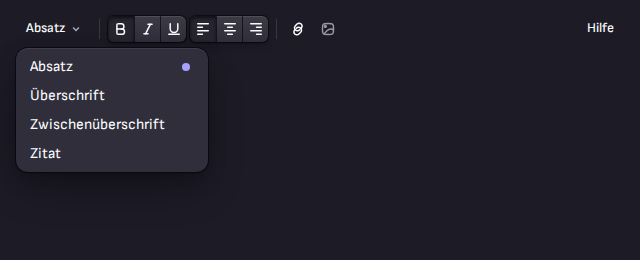 Absatz
Hilfe
Absatz
Überschrift
Zwischenüberschrift
Zitat